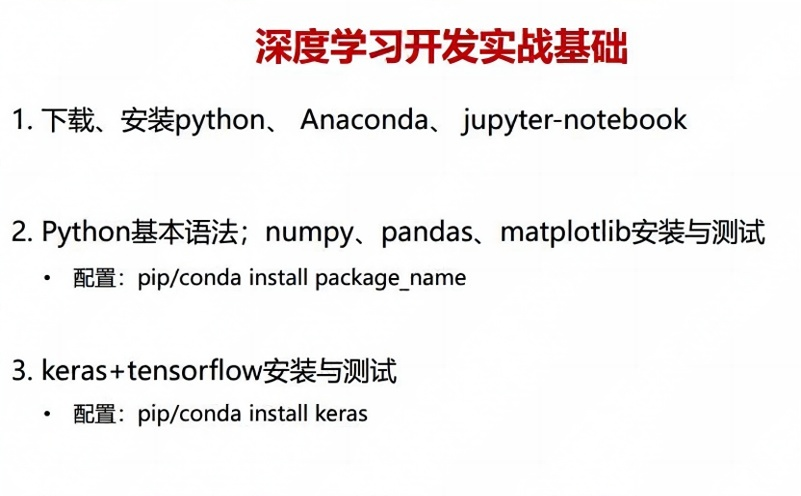 深度学习开发实战基础
1. 下载、安装python、 Anaconda、 jupyter-notebook
2. Python基本语法；numpy、pandas、matplotlib安装与测试
• 配置：pip/conda install package_name
3. keras+tensorflow安装与测试
• 配置：pip/conda install keras